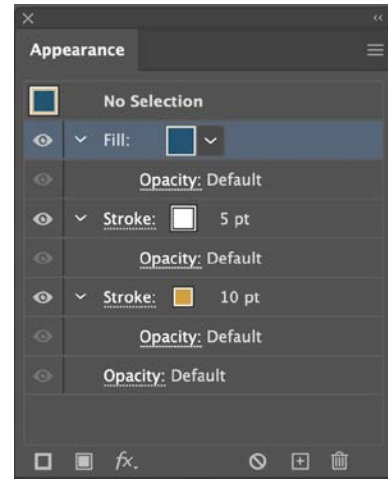 Appearance
No Selection
Fill:
Opacity: Default
Stroke: 5 pt
Opacity: Default
Stroke: 10 pt
Opacity: Default
Opacity: Default
fx.